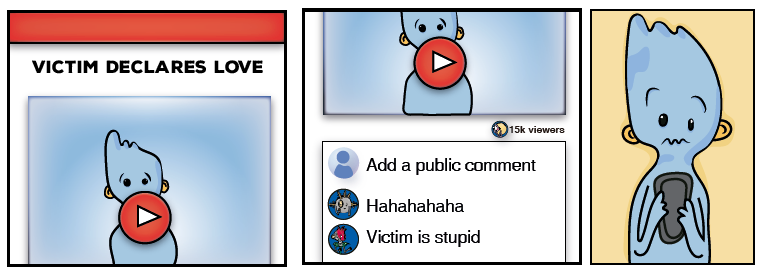 VICTIM DECLARES LOVE
15k viewers
Add a public comment
Hahahahaha
Victim is stupid